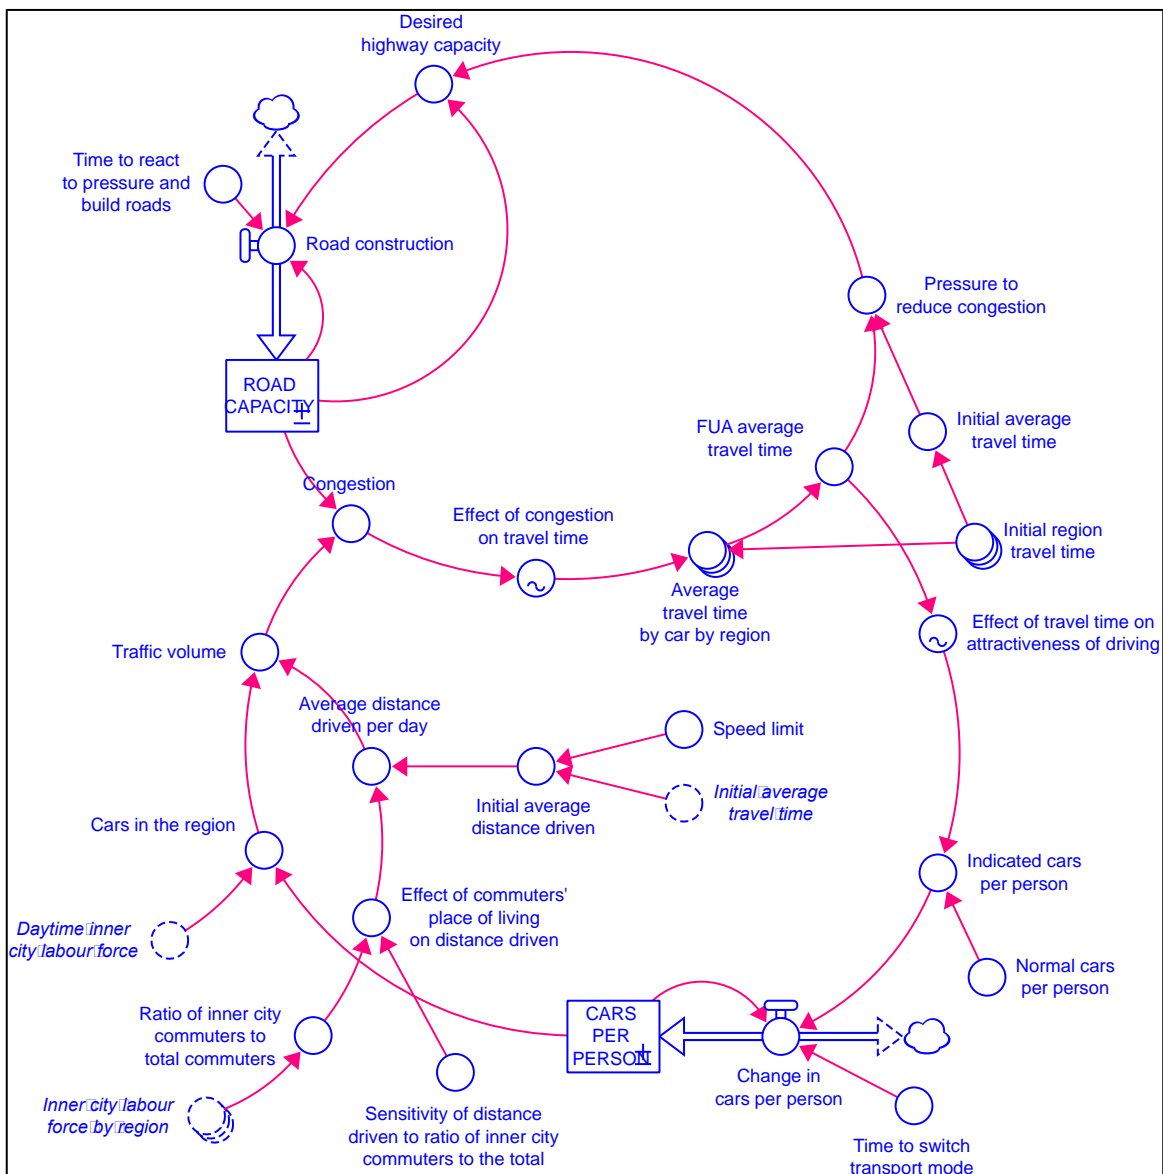 Desired
highway capacity
Time to react
to pressure and
build roads
Road construction
Pressure to
reduce congestion
ROAD
CAPACITY
FUA average
travel time
Initial average
travel time
Congestion
Effect of congestion
on travel time
Initial region
travel time
Average
travel time
by car by region
Effect of travel time on
attractiveness of driving
Traffic volume
Average distance
driven per day
Speed limit
Initial average
travel time
Initial average
distance driven
Cars in the region
Indicated cars
per person
Effect of commuters'
place of living
on distance driven
Daytime inner
city labour force
Normal cars
per person
Ratio of inner city
commuters to
total commuters
CARS
PER
PERSON
Change in
cars per person
Inner city labour
force by region
Sensitivity of distance
driven to ratio of inner city
commuters to the total
Time to switch
transport mode